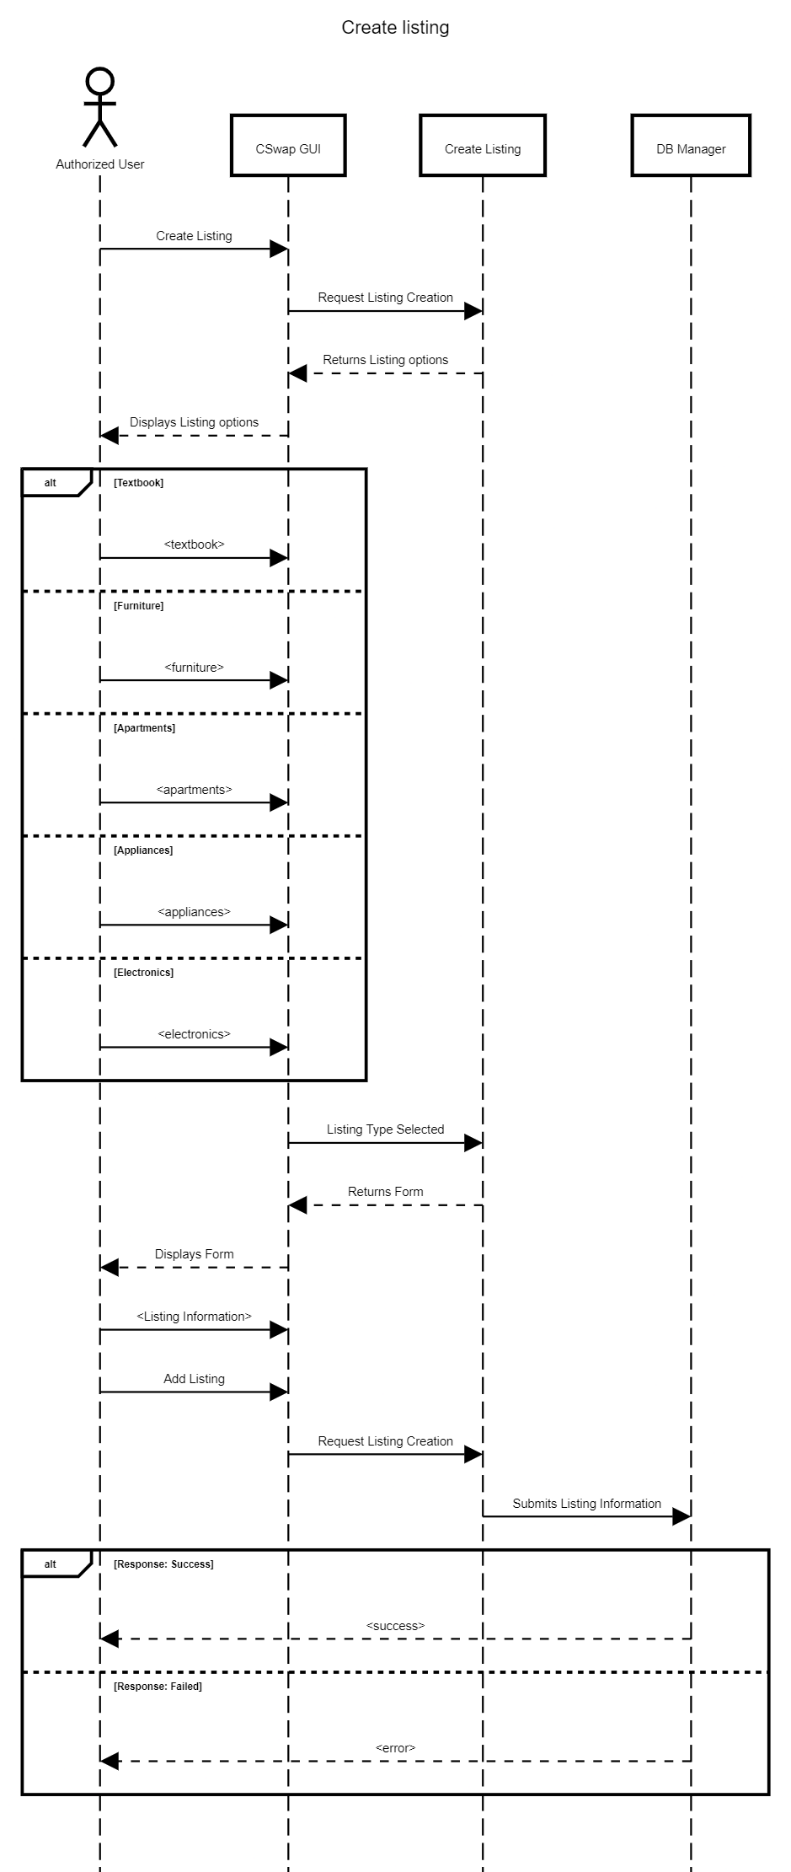 Create listing
Authorized User
CSwap GUI
Create Listing
DB Manager
Create Listing
Request Listing Creation
Returns Listing options
Displays Listing options
alt
[Textbook]
<textbook>
[Furniture]
<furniture>
[Apartments]
<apartments>
[Appliances]
<appliances>
[Electronics]
<electronics>
Listing Type Selected
Returns Form
Displays Form
<Listing Information>
Add Listing
Request Listing Creation
Submits Listing Information
alt
[Response: Success]
<success>
[Response: Failed]
<error>